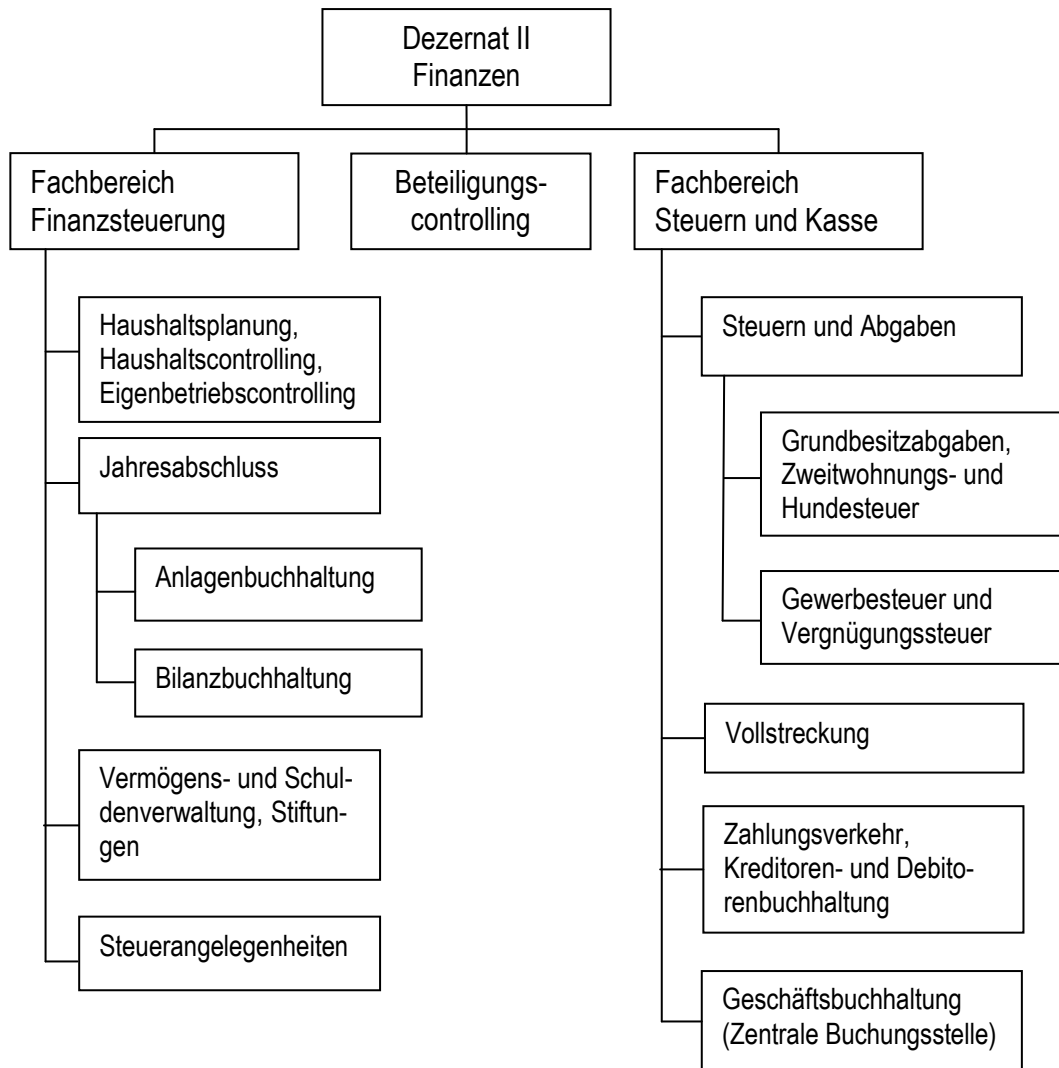 Dezernat II
Finanzen
Fachbereich
Finanzsteuerung
Beteiligungs-
controlling
Fachbereich
Steuern und Kasse
Haushaltsplanung,
Haushaltscontrolling,
Eigenbetriebscontrolling
Jahresabschluss
Anlagenbuchhaltung
Bilanzbuchhaltung
Vermögens- und Schul-
denverwaltung, Stiftun-
gen
Steuerangelegenheiten
Steuern und Abgaben
Grundbesitzabgaben,
Zweitwohnungs- und
Hundesteuer
Gewerbesteuer und
Vergnügungssteuer
Vollstreckung
Zahlungsverkehr,
Kreditoren- und Debito-
renbuchhaltung
Geschäftsbuchhaltung
(Zentrale Buchungsstelle)